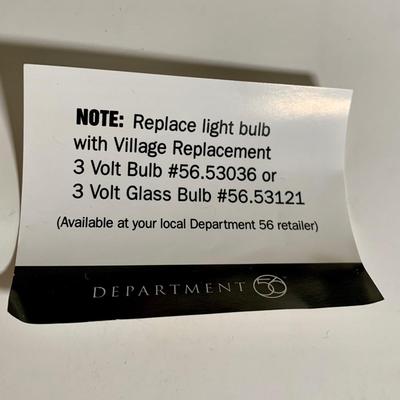 NOTE: Replace light bulb
with Village Replacement
3 Volt Bulb #56.53036 or
3 Volt Glass Bulb #56.53121
(Available at your local Department 56 retailer)
DEPARTMENT 56